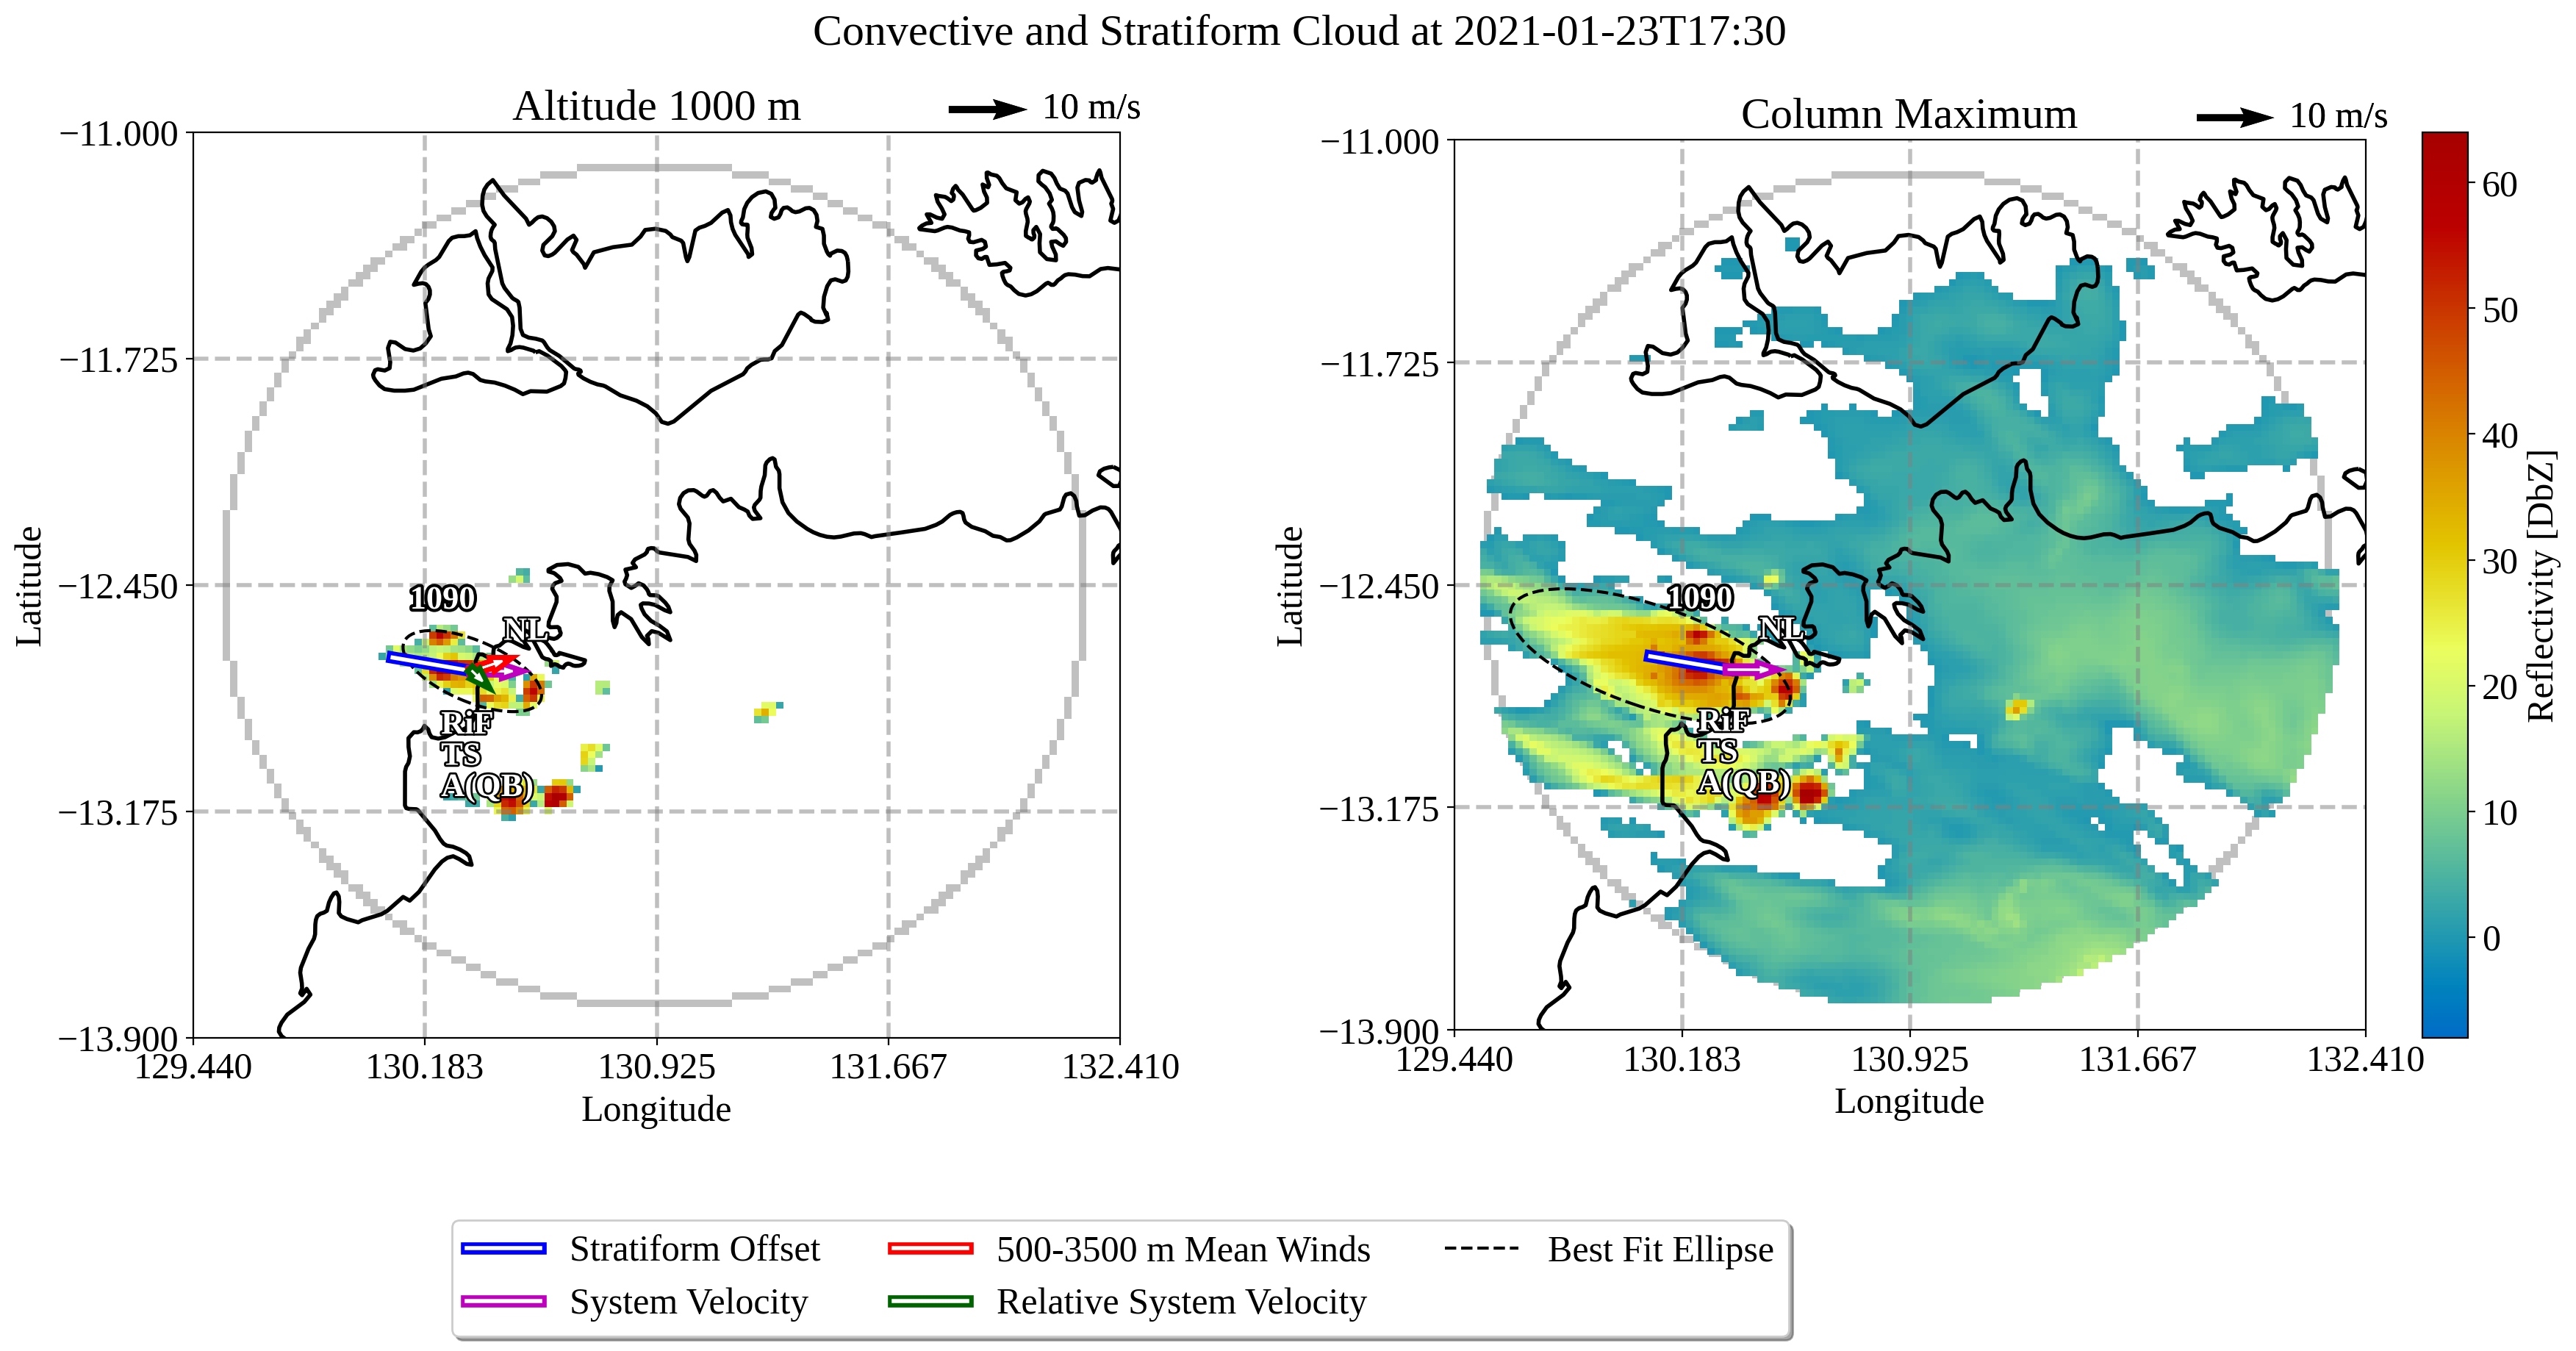 Convective and Stratiform Cloud at 2021-01-23T17:30
Altitude 1000 m
10 m/s
−11.000
−11.725
−12.450
−13.175
−13.900
Latitude
129.440
130.183
130.925
131.667
132.410
Longitude
1090
NL
RiF
TS
A(QB)
Column Maximum
10 m/s
−11.000
−11.725
−12.450
−13.175
−13.900
Latitude
129.440
130.183
130.925
131.667
132.410
Longitude
1090
NL
RiF
TS
A(QB)
60
50
40
30
20
10
0
Reflectivity [DbZ]
Stratiform Offset
System Velocity
500-3500 m Mean Winds
Relative System Velocity
Best Fit Ellipse